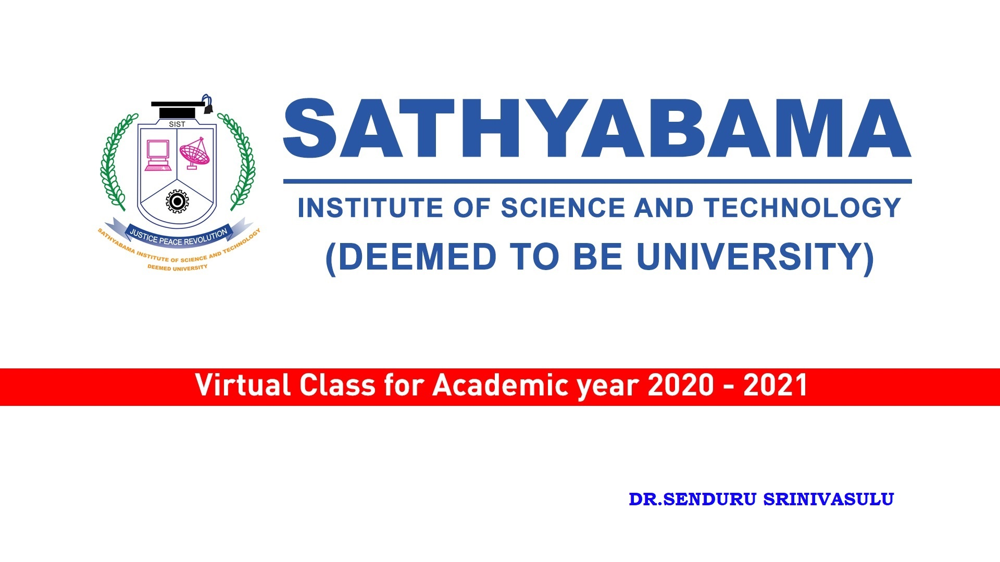 SIST
JUSTICE PEACE REVOLUTION
SATHYABAMA INSTITUTE OF SCIENCE AND TECHNOLOGY
DEEMED UNIVERSITY
SATHYABAMA
INSTITUTE OF SCIENCE AND TECHNOLOGY
(DEEMED TO BE UNIVERSITY)
Virtual Class for Academic year 2020 - 2021
DR.SENDURU SRINIVASULU